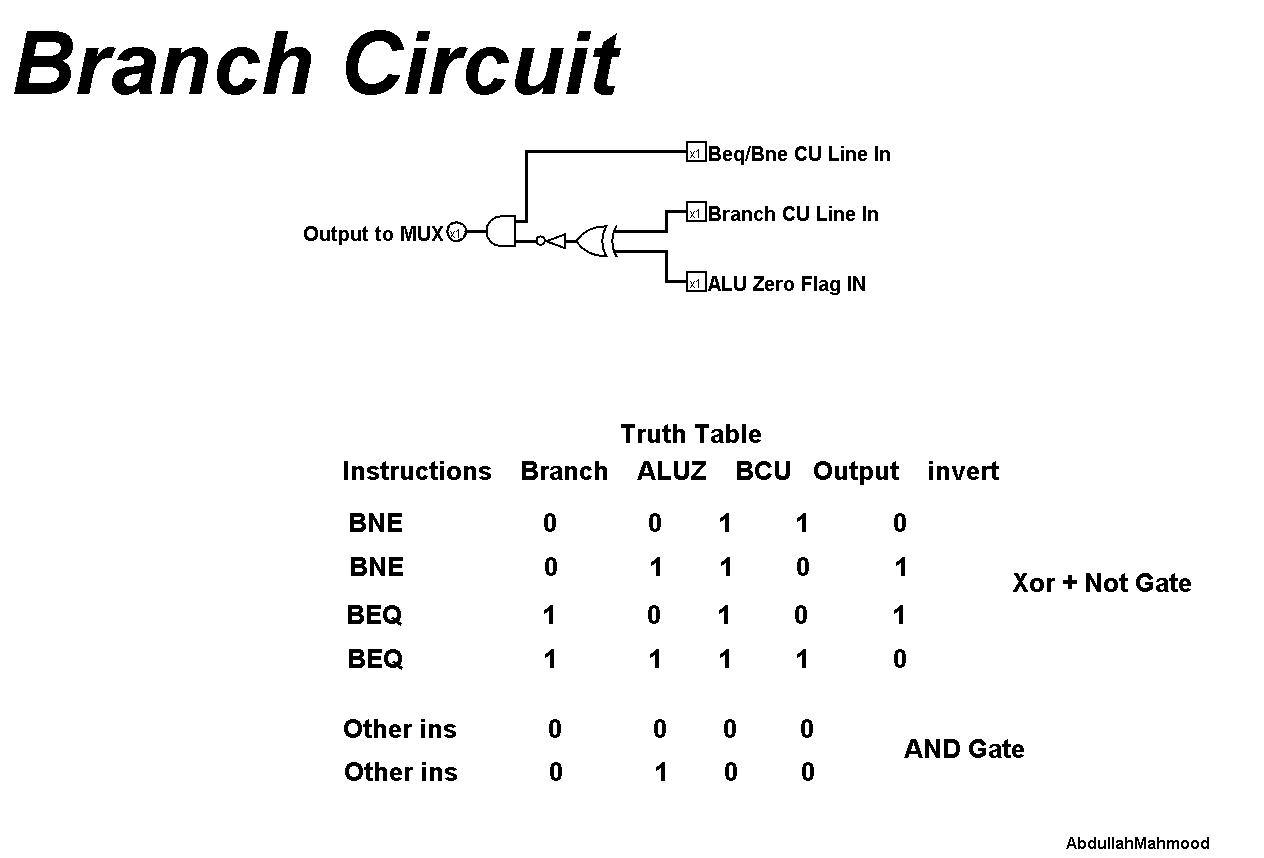 Branch Circuit
x1 Beq/Bne CU Line In
x1 Branch CU Line In
Output to MUX x1
x1 ALU Zero Flag IN
Truth Table
Instructions Branch ALUZ BCU Output invert
BNE 0 0 1 1 0
BNE 0 1 1 0 1
Xor + Not Gate
BEQ 1 0 1 0 1
BEQ 1 1 1 1 0
Other ins 0 0 0 0
AND Gate
Other ins 0 1 0 0
AbdullahMahmood